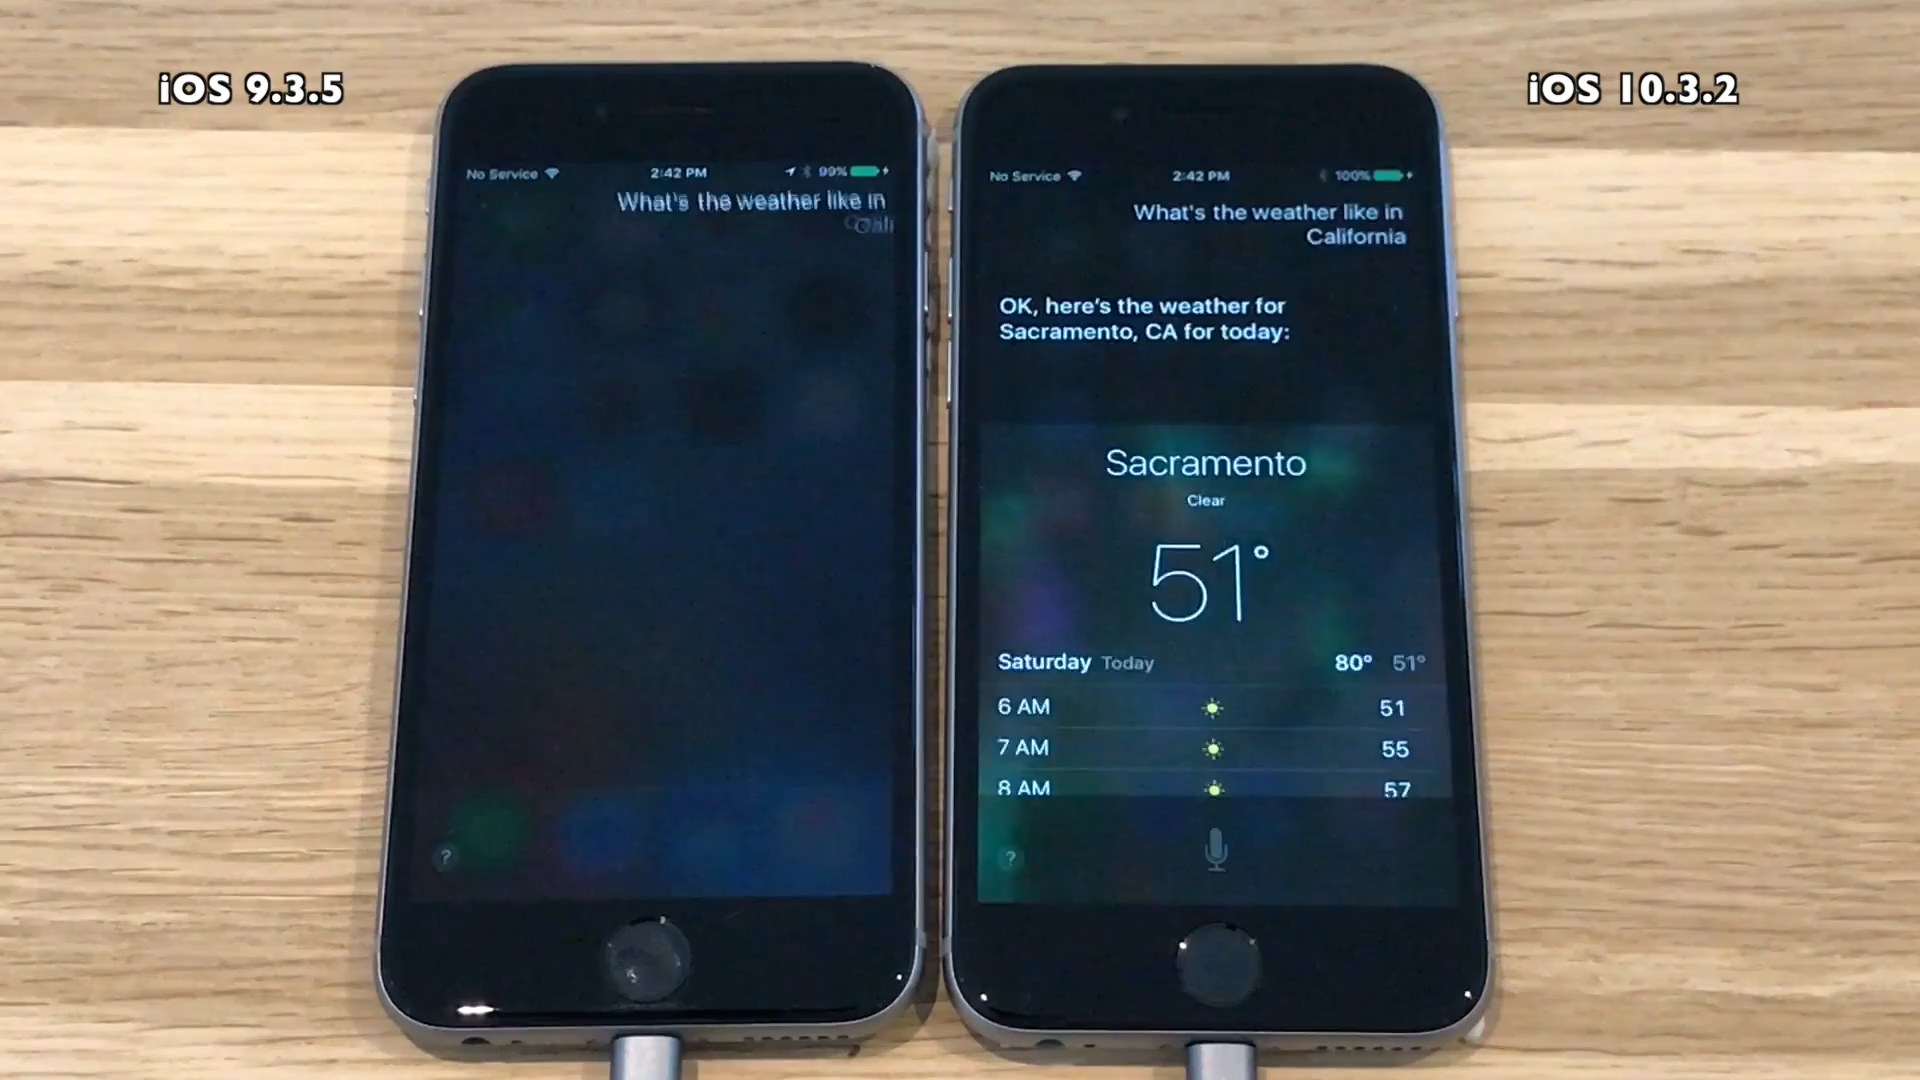 iOS 9.3.5
iOS 10.3.2
No Service
2:42 PM
99%
What's the weather like in
?
No Service
2:42 PM
100%
What's the weather like in
California
OK, here's the weather for
Sacramento, CA for today:
Sacramento
Clear
51°
Saturday Today 80° 51°
6 AM 51
7 AM 55
8 AM 57
?